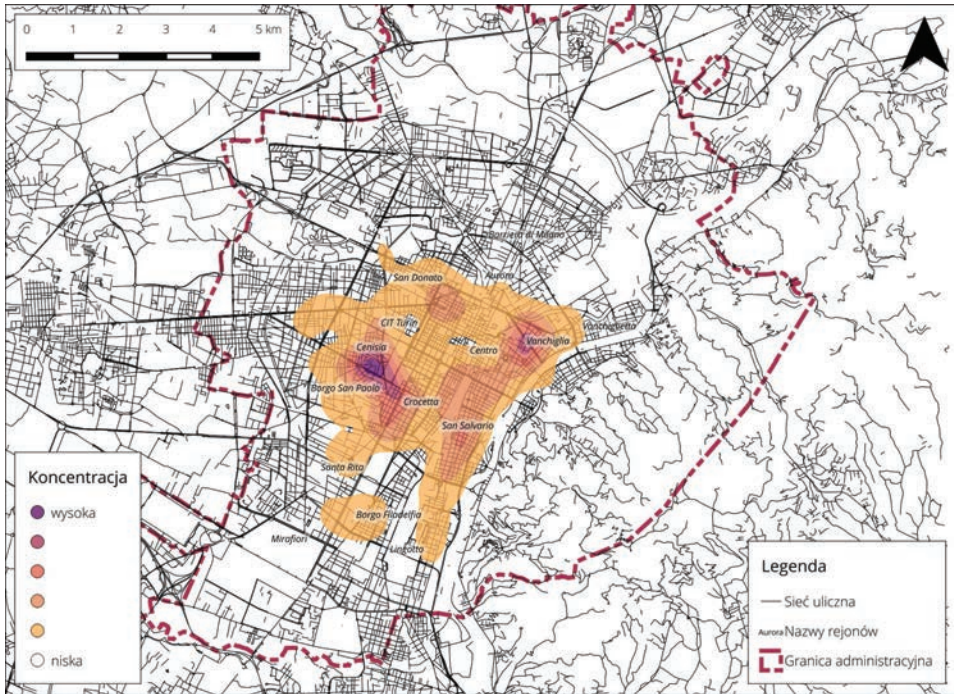 0 1 2 3 4 5 km
Barriera di Milano
San Donato
Aurora
CIT Turin
Vanchiglietta
Cenisia
Centro
Vanchiglia
Borgo San Paolo
Crocetta
San Salvario
Santa Rita
Borgo Filadelfia
Mirafiori
Lingotto
Koncentracja
wysoka
niska
Legenda
Sieć uliczna
Aurora Nazwy rejonów
Granica administracyjna